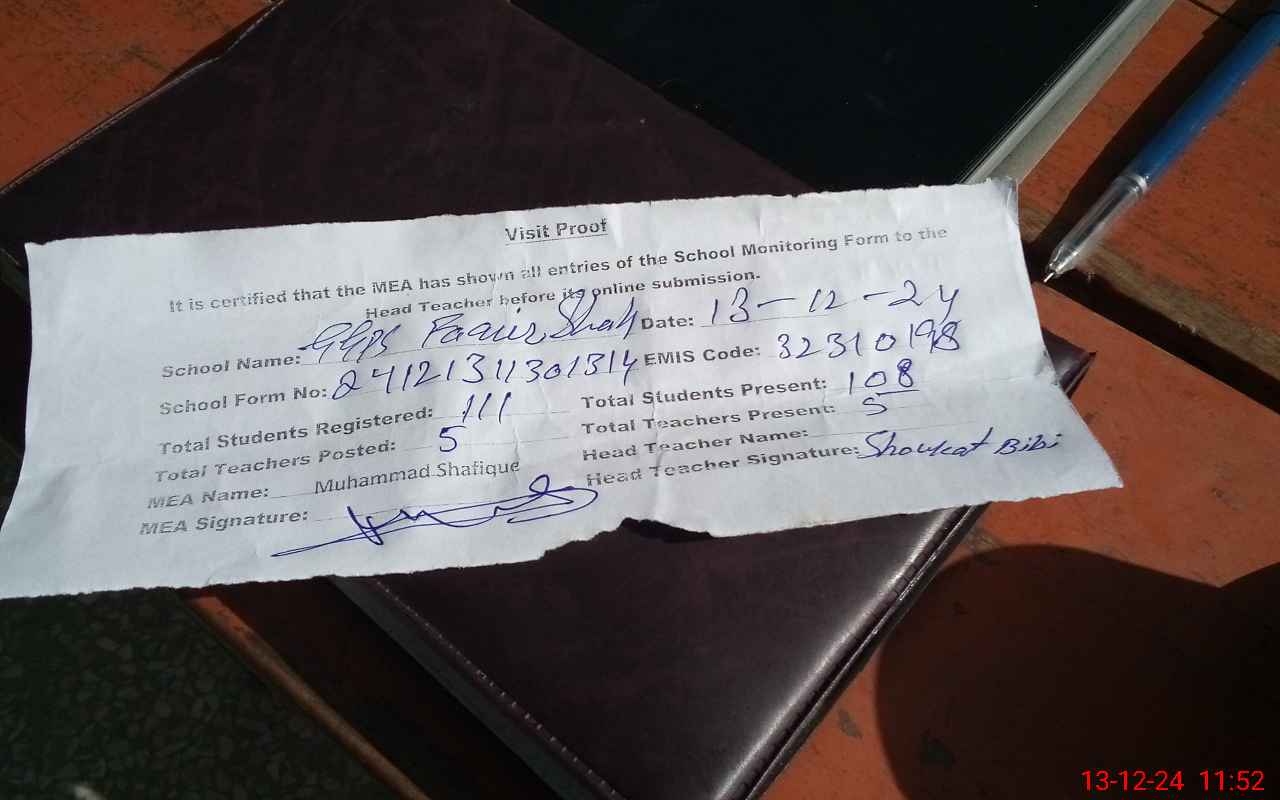 Visit Proof
It is certified that the MEA has shown all entries of the School Monitoring Form to the
Head Teacher before its online submission.
School Name: Shah Date: 13-12-24
School Form No: 2412131301314 EMIS Code: 32310198
Total Students Registered: 111 Total Students Present: 108
Total Teachers Posted: 5 Total Teachers Present: 5
MEA Name: Muhammad Shafique Head Teacher Name:
MEA Signature: Head Teacher Signature: Shoukat Bibi
13-12-24 11:52